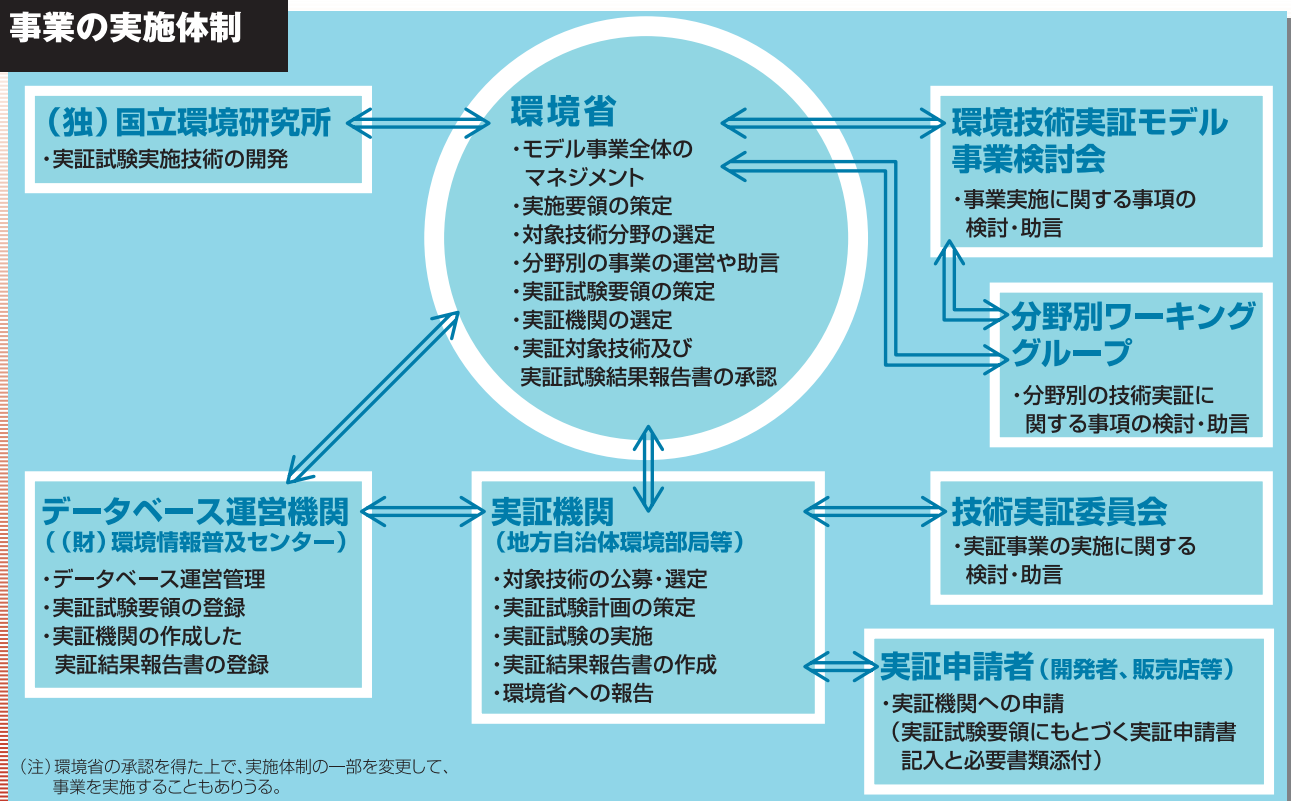 事業の実施体制
(独)国立環境研究所
・実証試験実施技術の開発
環境省
・モデル事業全体の
マネジメント
・実施要領の策定
・対象技術分野の選定
・分野別の事業の運営や助言
・実証試験要領の策定
・実証機関の選定
・実証対象技術及び
実証試験結果報告書の承認
環境技術実証モデル
事業検討会
・事業実施に関する事項の
検討・助言
分野別ワーキング
グループ
・分野別の技術実証に
関する事項の検討・助言
データベース運営機関
((財)環境情報普及センター)
・データベース運営管理
・実証試験要領の登録
・実証機関の作成した
実証結果報告書の登録
実証機関
(地方自治体環境部局等)
・対象技術の公募・選定
・実証試験計画の策定
・実証試験の実施
・実証結果報告書の作成
・環境省への報告
技術実証委員会
・実証事業の実施に関する
検討・助言
実証申請者(開発者、販売店等)
・実証機関への申請
(実証試験要領にもとづく実証申請書
記入と必要書類添付)
(注)環境省の承認を得た上で、実施体制の一部を変更して、
事業を実施することもありうる。